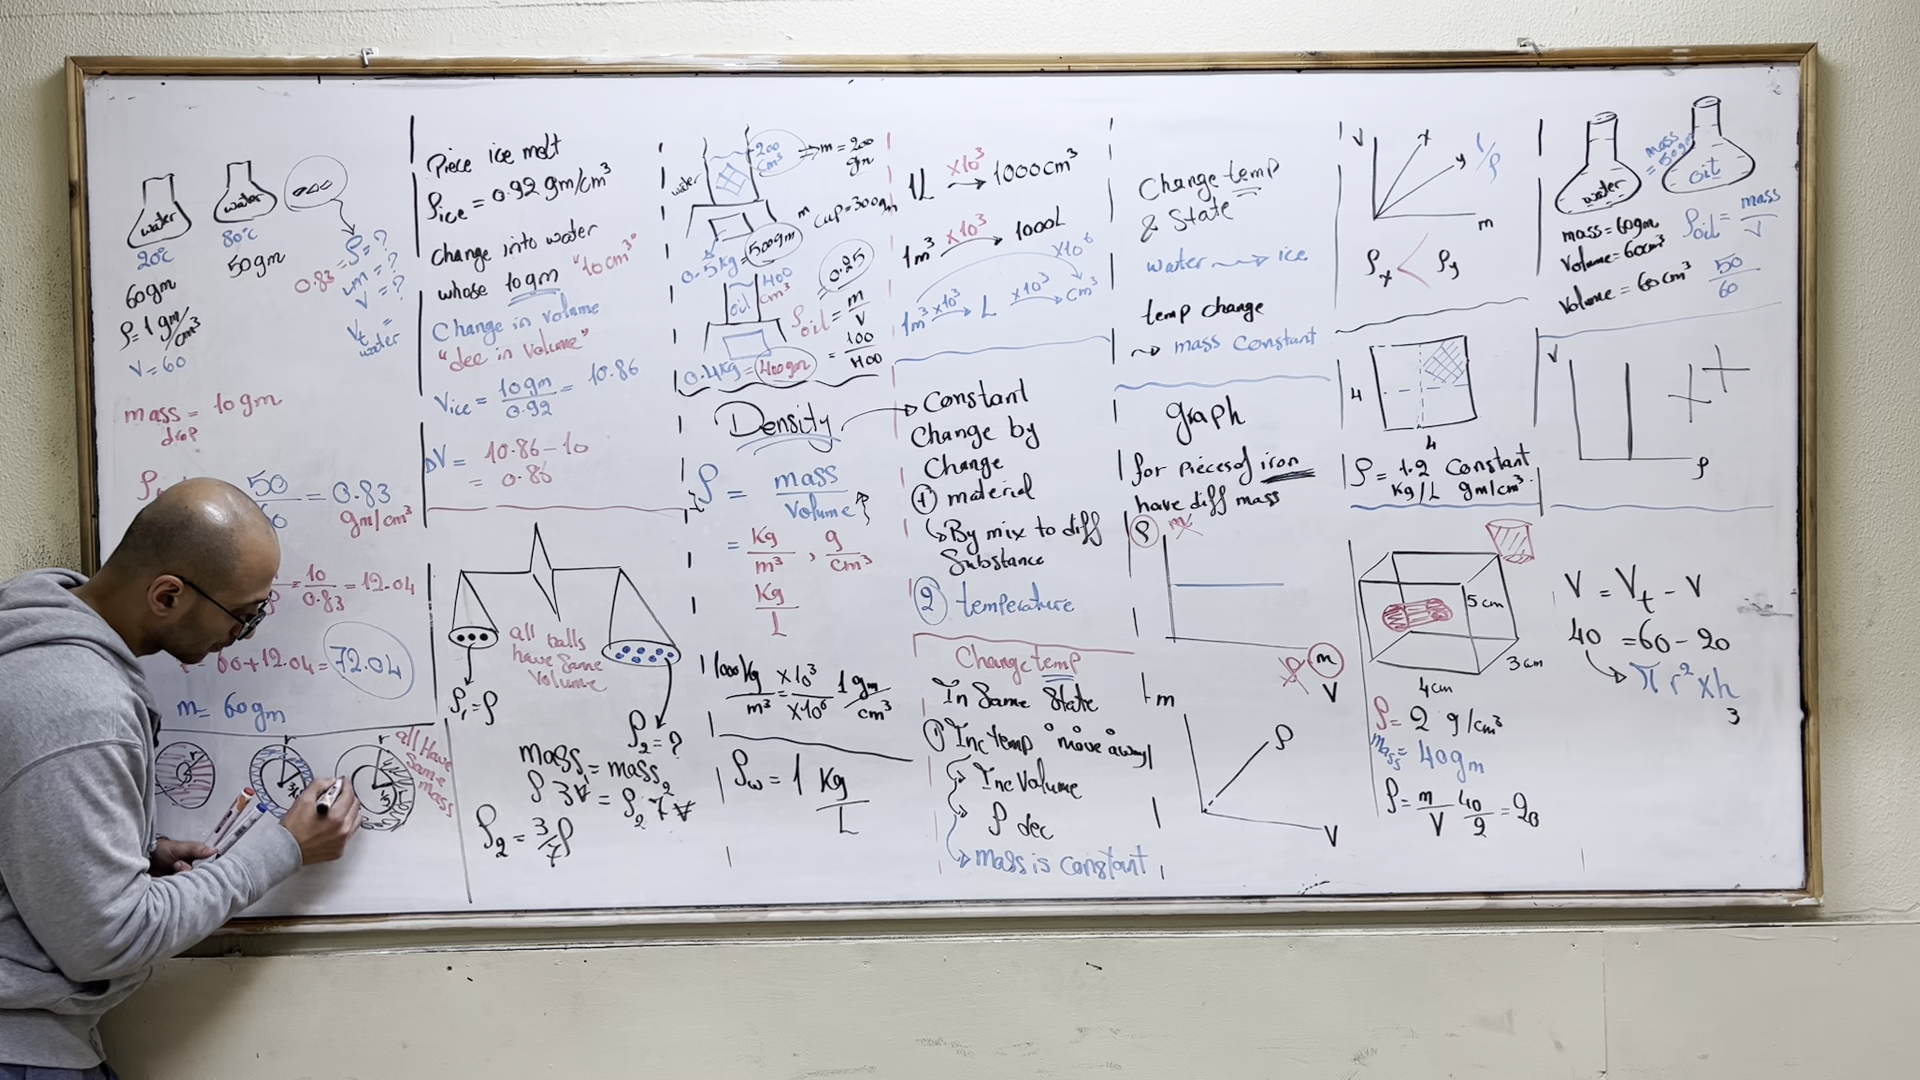 water
20c
60gm
ρ=1 gm/cm³
V=60
water
80c
50gm
0.83 = ρ=?
m=?
V=?
Vt =
water
mass = 10gm
drop
50 = 0.83
gm/cm³
= 10/0.83 = 12.04
= 60+12.04 = 72.04
m= 60gm
r
r
all Have
Same
mass
Piece ice melt
ρice = 0.92 gm/cm³
change into water
whose 10gm "10cm³"
Change in volume
"dec in volume"
Vice = 10gm/0.92 = 10.86
ΔV = 10.86-10
= 0.86
all balls
have same
volume
ρ1=ρ
ρ2=?
mass1 = mass2
ρ 3V = ρ2 7V
ρ2 = 3/7 ρ
water
200
cm³
⇒ m = 200
gm
m cup=300gm
0.5kg = 500gm
400
cm³
oil
0.25
ρoil = m/V
= 100/400
0.4kg = 400gm
Density
ρ = mass/volume
= Kg/m³ , g/cm³
Kg/L
1000kg/m³ = x10³/x10⁶ 1gm/cm³
ρw = 1 Kg/L
1L x10³ → 1000cm³
1m³ x10³ → 1000L
x10⁶
1m³ x10³ → L x10³ → cm³
Constant
Change by
Change
① material
By mix to diff
Substance
② temperature
Change temp
In Same State
① Inc temp "move away"
Inc Volume
ρ dec
mass is constant
Change temp
& State
water → ice
temp change
→ mass Constant
graph
for pieces of iron
have diff mass
ρ m
ρ m
V
m
ρ
V
V
x
y
1/ρ
m
ρx < ρy
4
4
ρ = 1.2 Constant
Kg/L gm/cm³.
5cm
3cm
4cm
ρ= 2 g/cm³
mass= 40gm
ρ= m/V 40/2 = 20
water
mass
=50gm
oil
mass=60gm
Volume=60cm³
Volume = 60cm³
ρoil = mass/V
50/60
V
ρ
V = Vt - V
40 = 60-20
π r² x h
3